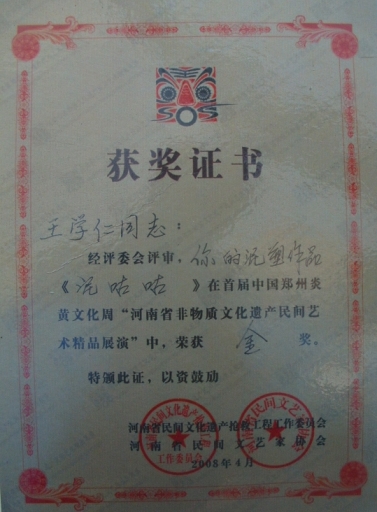 获奖证书
王学仁同志：
经评委会评审，你的泥塑作品
《泥咕咕》在首届中国郑州炎
黄文化周“河南省非物质文化遗产民间艺
术精品展演”中，荣获 金 奖。
特颁此证，以资鼓励
河南省民间文化遗产抢救工程工作委员会
河南省民间文艺家协会
2008年4月
工作委员会